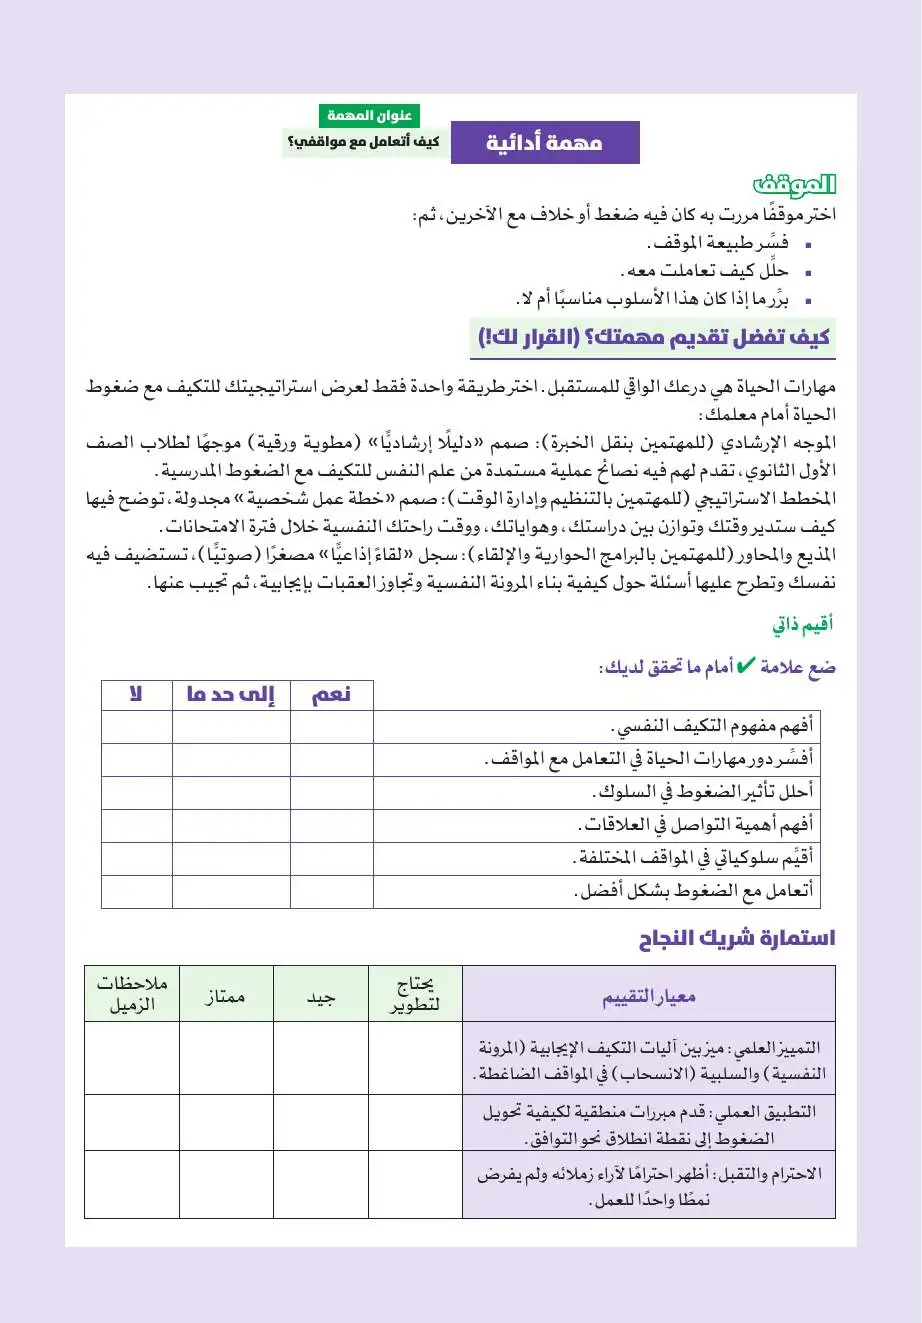 عنوان المهمة
مهمة أدائية
كيف أتعامل مع مواقفي؟
الموقف
اختر موقفًا مررت به كان فيه ضغط أو خلاف مع الآخرين، ثم:
▪ فسِّر طبيعة الموقف.
▪ حلِّل كيف تعاملت معه.
▪ برِّر ما إذا كان هذا الأسلوب مناسبًا أم لا.
كيف تفضل تقديم مهمتك؟ (القرار لك!)
مهارات الحياة هي درعك الواقي للمستقبل. اختر طريقة واحدة فقط لعرض استراتيجيتك للتكيف مع ضغوط
الحياة أمام معلمك:
الموجه الإرشادي (للمهتمين بنقل الخبرة): صمم «دليلًا إرشاديًّا» (مطوية ورقية) موجهًا لطلاب الصف
الأول الثانوي، تقدم لهم فيه نصائح عملية مستمدة من علم النفس للتكيف مع الضغوط المدرسية.
المخطط الاستراتيجي (للمهتمين بالتنظيم وإدارة الوقت): صمم «خطة عمل شخصية» مجدولة، توضح فيها
كيف ستدير وقتك وتوازن بين دراستك، وهواياتك، ووقت راحتك النفسية خلال فترة الامتحانات.
المذيع والمحاور (للمهتمين بالبرامج الحوارية والإلقاء): سجل «لقاءً إذاعيًّا» مصغرًا (صوتيًّا)، تستضيف فيه
نفسك وتطرح عليها أسئلة حول كيفية بناء المرونة النفسية وتجاوز العقبات بإيجابية، ثم تجيب عنها.
أقيم ذاتي
ضع علامة ✔ أمام ما تحقق لديك:
نعم إلى حد ما لا
أفهم مفهوم التكيف النفسي.
أفسِّر دور مهارات الحياة في التعامل مع المواقف.
أحلل تأثير الضغوط في السلوك.
أفهم أهمية التواصل في العلاقات.
أقيِّم سلوكياتي في المواقف المختلفة.
أتعامل مع الضغوط بشكل أفضل.
استمارة شريك النجاح
معيار التقييم
يحتاج
لتطوير
جيد
ممتاز
ملاحظات
الزميل
التمييز العلمي: ميز بين آليات التكيف الإيجابية (المرونة
النفسية) والسلبية (الانسحاب) في المواقف الضاغطة.
التطبيق العملي: قدم مبررات منطقية لكيفية تحويل
الضغوط إلى نقطة انطلاق نحو التوافق.
الاحترام والتقبل: أظهر احترامًا لآراء زملائه ولم يفرض
نمطًا واحدًا للعمل.